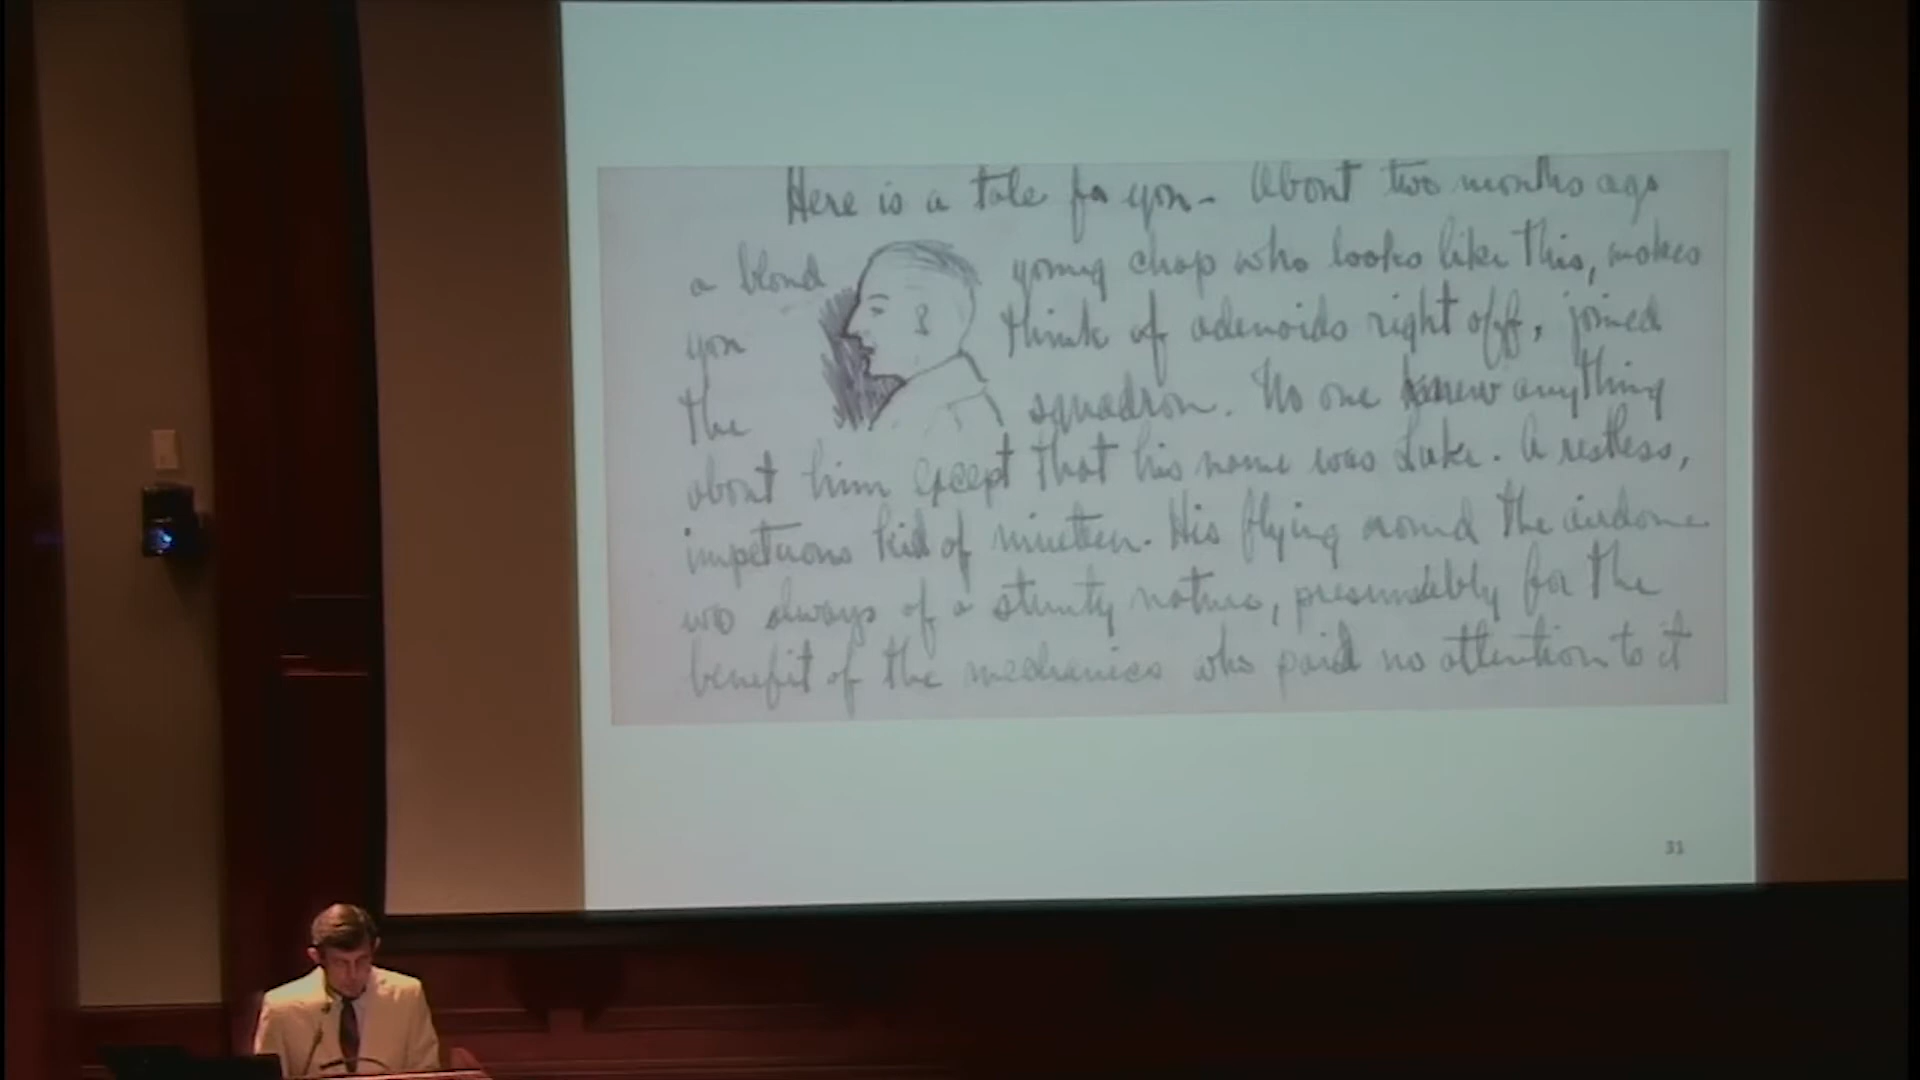 Here is a tale for you - About two months ago
a blond young chap who looks like this, makes
you think of adenoids right off, joined
the squadron. No one knew anything
about him except that his name was Luke. A restless,
impetuous kid of nineteen. His flying around the airdome
was always of a stunty nature, presumably for the
benefit of the mechanics who paid no attention to it
31